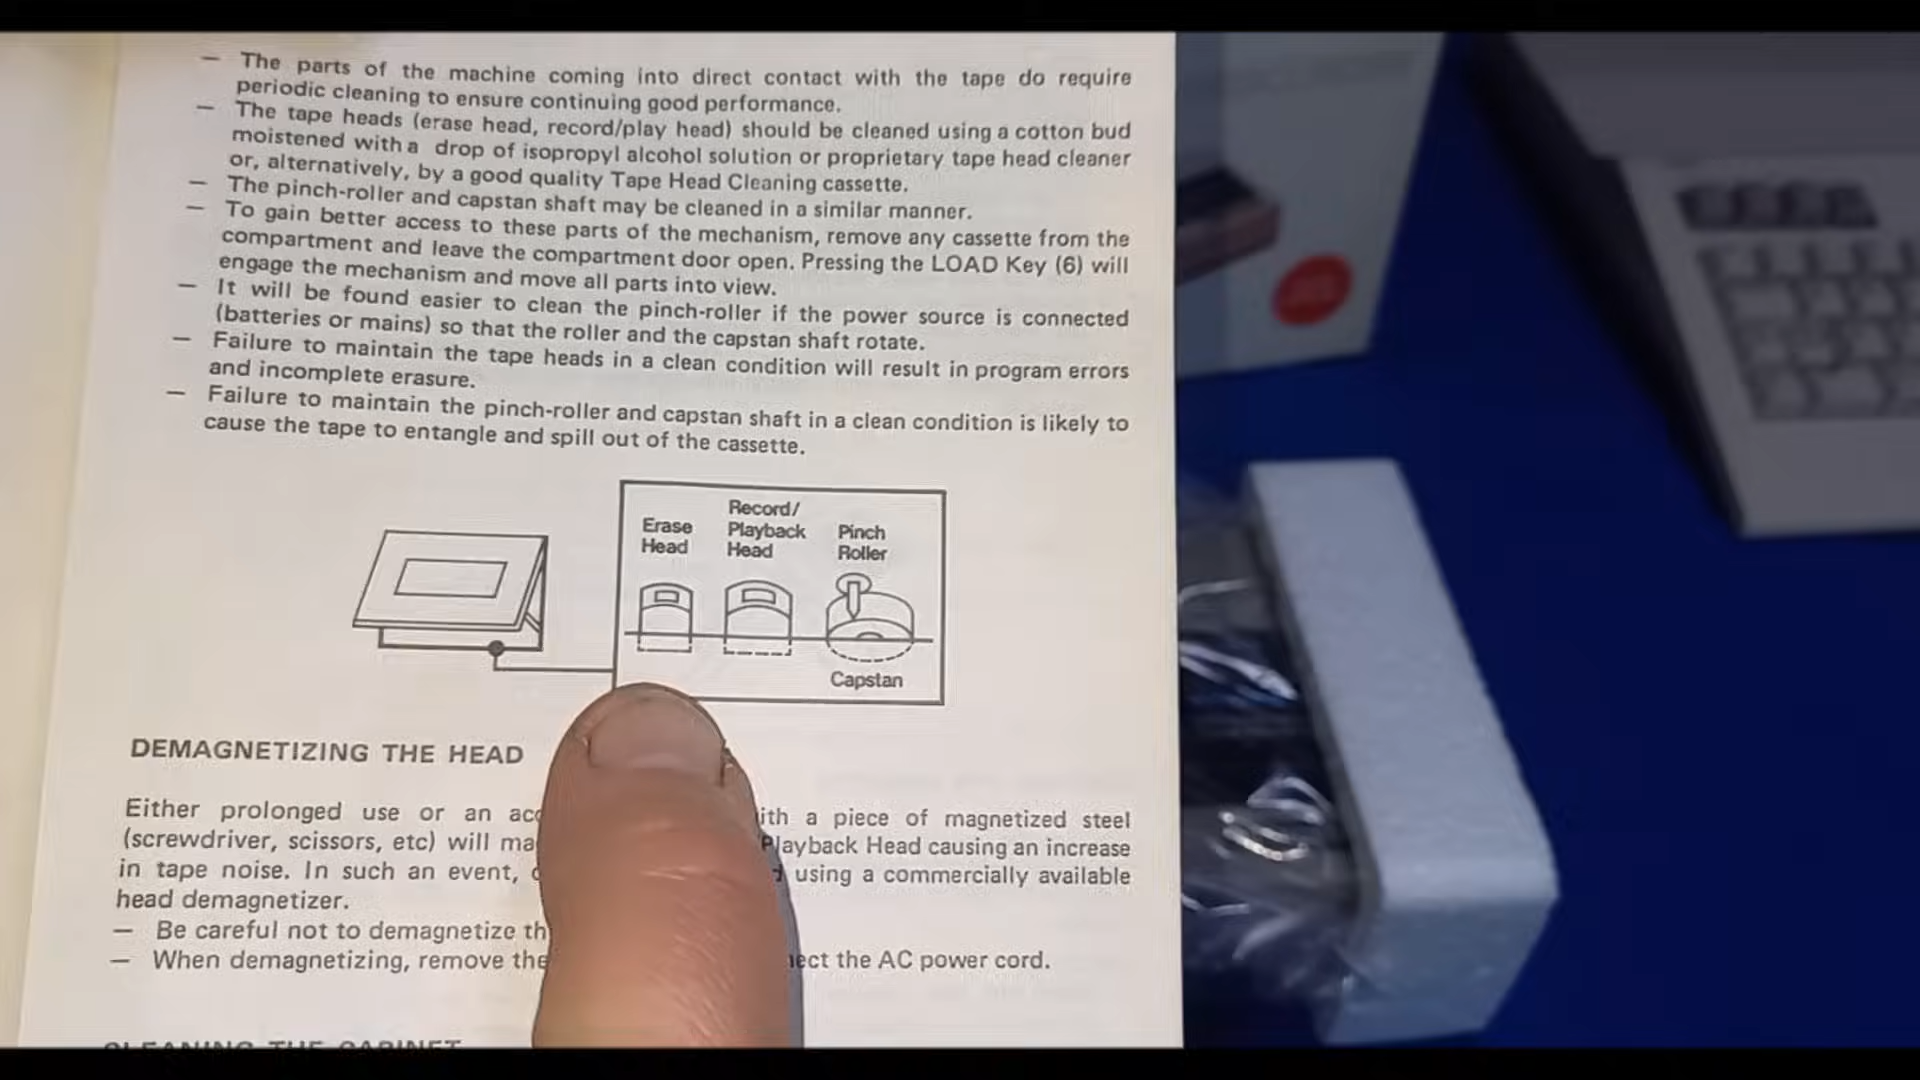 — The parts of the machine coming into direct contact with the tape do require
periodic cleaning to ensure continuing good performance.
— The tape heads (erase head, record/play head) should be cleaned using a cotton bud
moistened with a drop of isopropyl alcohol solution or proprietary tape head cleaner
or, alternatively, by a good quality Tape Head Cleaning cassette.
— The pinch-roller and capstan shaft may be cleaned in a similar manner.
— To gain better access to these parts of the mechanism, remove any cassette from the
compartment and leave the compartment door open. Pressing the LOAD Key (6) will
engage the mechanism and move all parts into view.
— It will be found easier to clean the pinch-roller if the power source is connected
(batteries or mains) so that the roller and the capstan shaft rotate.
— Failure to maintain the tape heads in a clean condition will result in program errors
and incomplete erasure.
— Failure to maintain the pinch-roller and capstan shaft in a clean condition is likely to
cause the tape to entangle and spill out of the cassette.
Erase
Head
Record/
Playback
Head
Pinch
Roller
Capstan
DEMAGNETIZING THE HEAD
Either prolonged use or an with a piece of magnetized steel
(screwdriver, scissors, etc) will Playback Head causing an increase
in tape noise. In such an event, using a commercially available
head demagnetizer.
— Be careful not to demagnetize
— When demagnetizing, remove the the AC power cord.
CLEANING THE CABINET